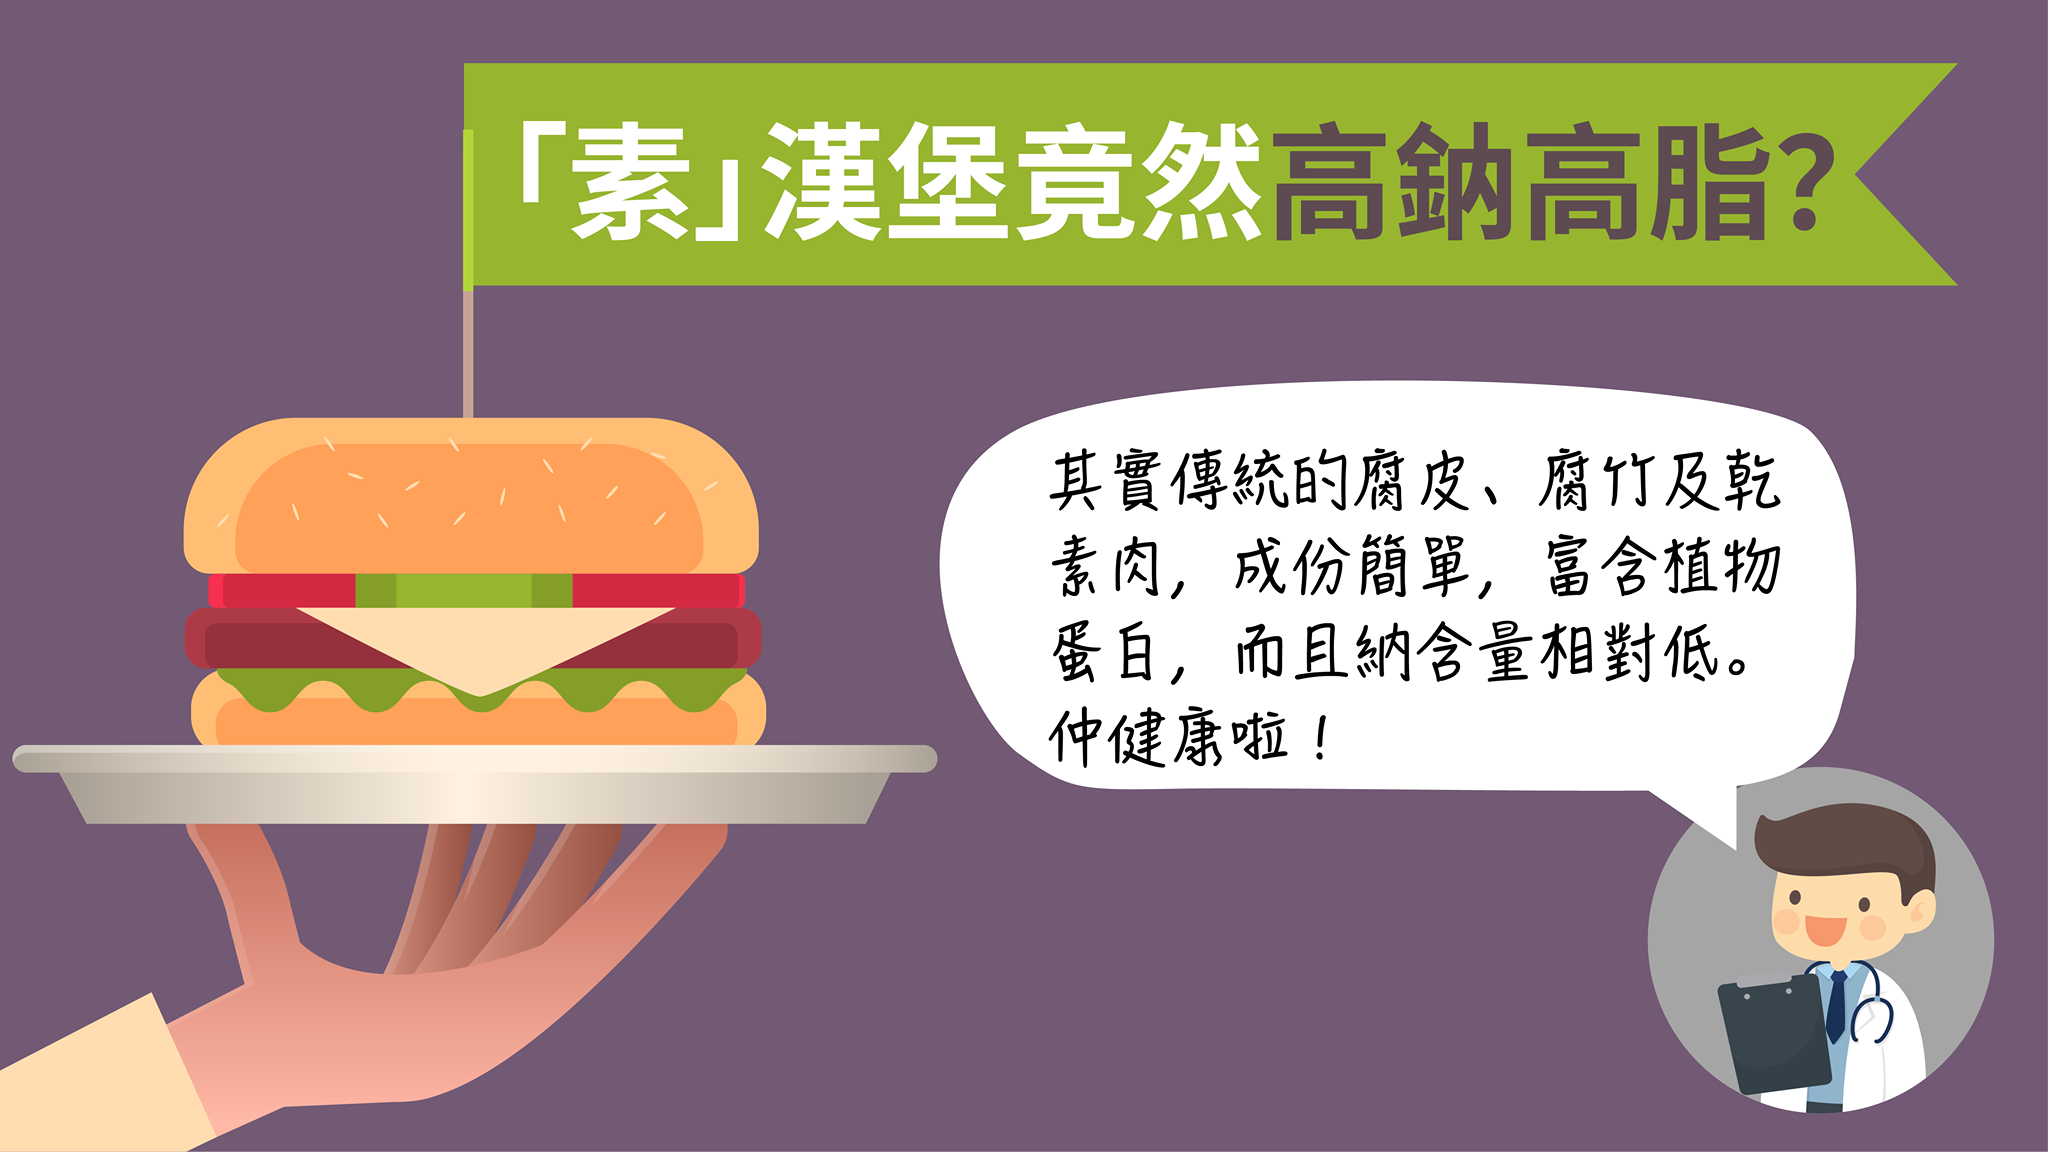 「素」漢堡竟然高鈉高脂？
其實傳統的腐皮、腐竹及乾
素肉，成份簡單，富含植物
蛋白，而且納含量相對低。
仲健康啦！